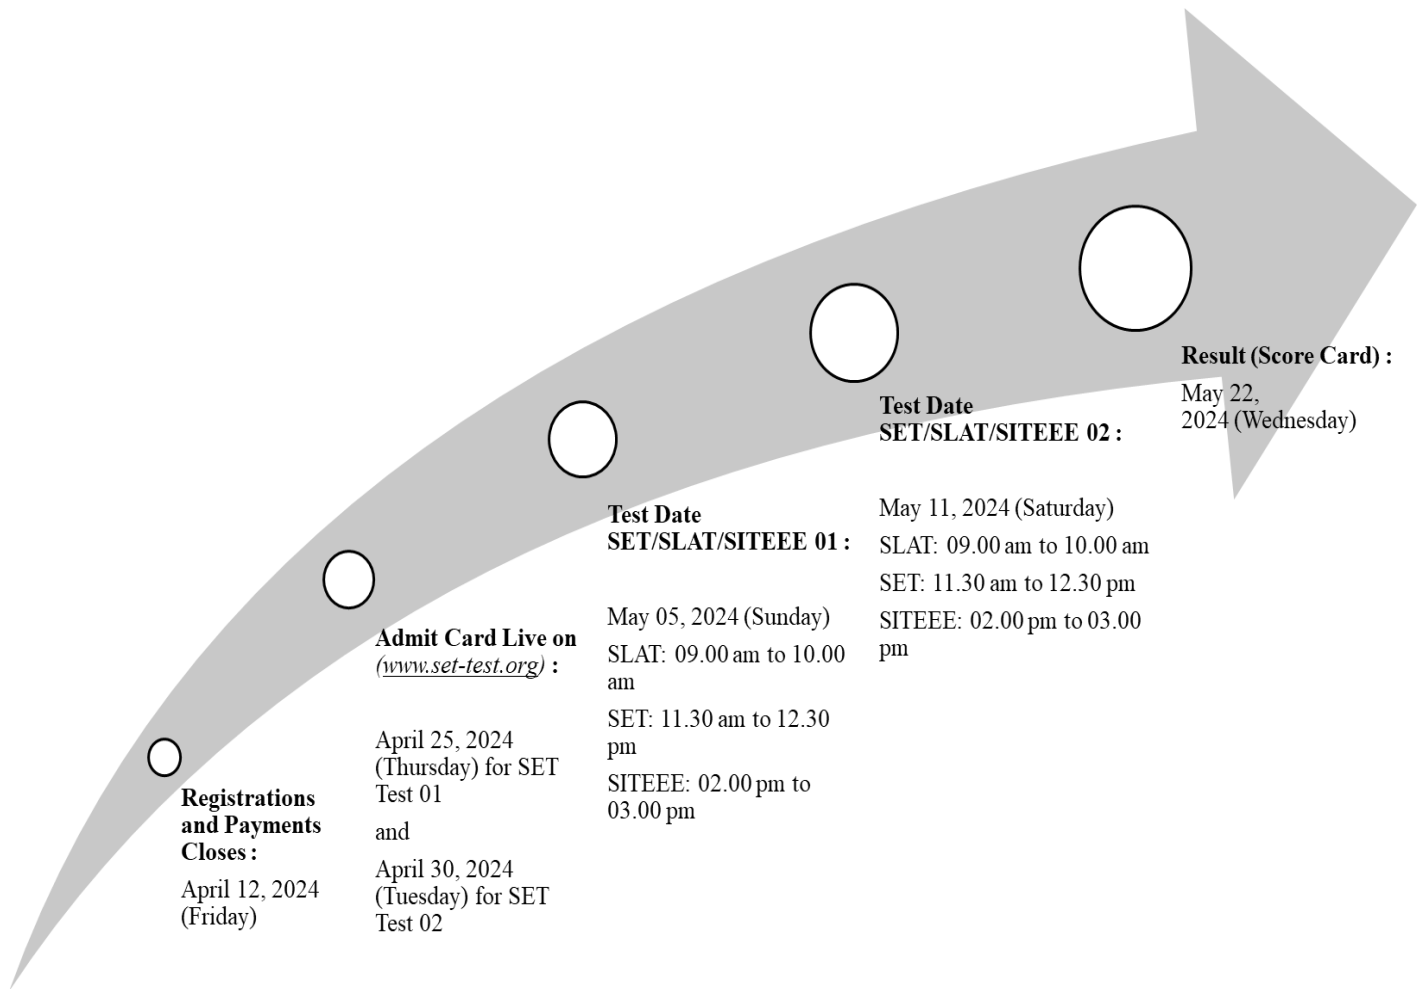 Registrations
and Payments
Closes :
April 12, 2024
(Friday)
Admit Card Live on
(www.set-test.org) :
April 25, 2024
(Thursday) for SET
Test 01
and
April 30, 2024
(Tuesday) for SET
Test 02
Test Date
SET/SLAT/SITEEE 01 :
May 05, 2024 (Sunday)
SLAT: 09.00 am to 10.00
am
SET: 11.30 am to 12.30
pm
SITEEE: 02.00 pm to
03.00 pm
Test Date
SET/SLAT/SITEEE 02 :
May 11, 2024 (Saturday)
SLAT: 09.00 am to 10.00 am
SET: 11.30 am to 12.30 pm
SITEEE: 02.00 pm to 03.00
pm
Result (Score Card) :
May 22,
2024 (Wednesday)